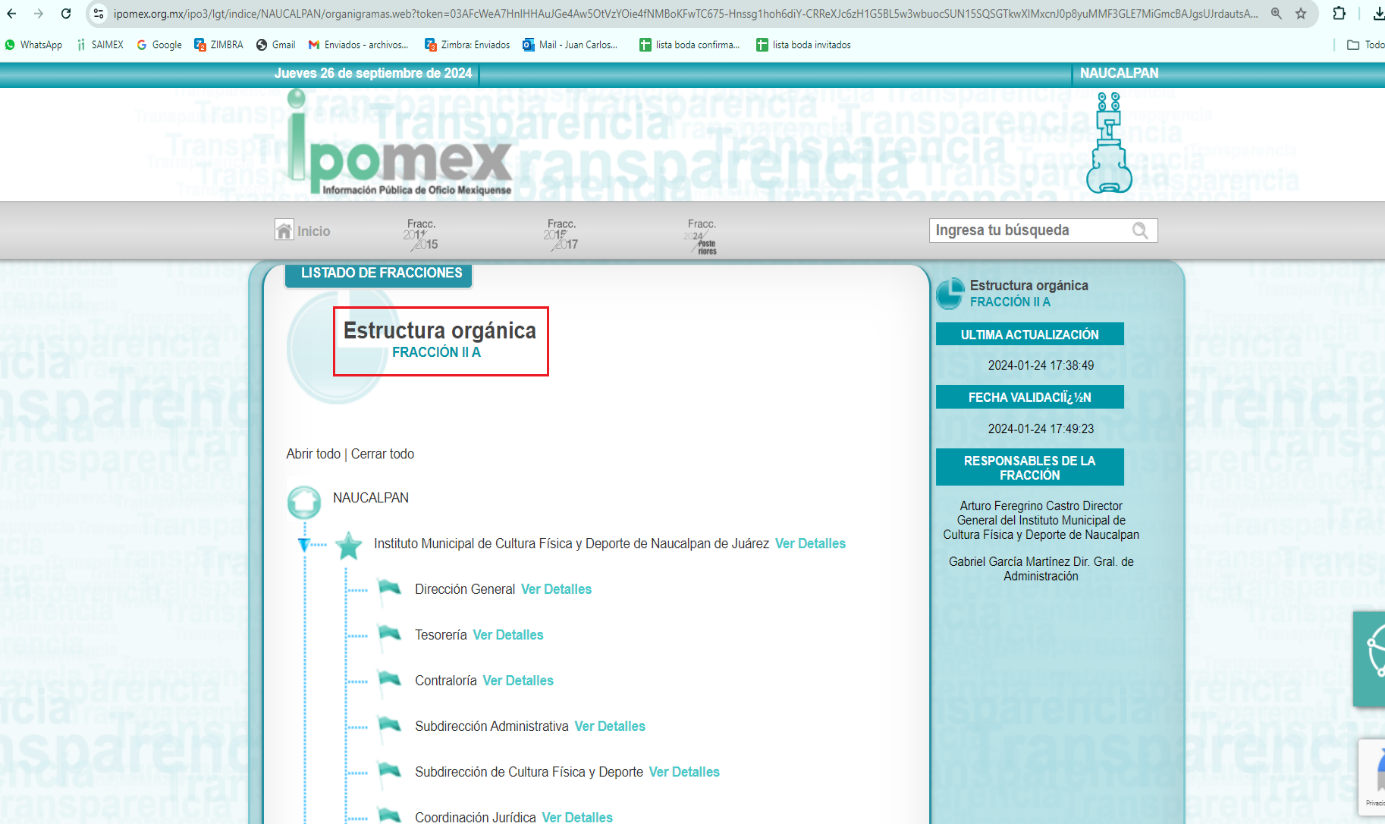 ipomex.org.mx/ipo3/lgt/indice/NAUCALPAN/organigramas.web?token=03AFcWeA7HnIHHAuJGe4Aw5OtVzYOie4fNMBoKFwTC675-Hnssg1hoh6diY-CRReXJc6zH1G5BL5w3wbuocSUN15SQSGTkwXIMxcnJ0p8yuMMF3GLE7MiGmcBAJgsUJrdautsA...
WhatsApp SAIMEX Google ZIMBRA Gmail Enviados - archivos... Zimbra: Enviados Mail - Juan Carlos... lista boda confirma... lista boda invitados Todo
Jueves 26 de septiembre de 2024 NAUCALPAN
ipomex
Información Pública de Oficio Mexiquense
Transparencia
Inicio
Fracc.
2014
2015
Fracc.
2015
2017
Fracc.
2024
Poste
riores
Ingresa tu búsqueda
LISTADO DE FRACCIONES
Estructura orgánica
FRACCIÓN II A
Abrir todo | Cerrar todo
NAUCALPAN
Instituto Municipal de Cultura Física y Deporte de Naucalpan de Juárez Ver Detalles
Dirección General Ver Detalles
Tesorería Ver Detalles
Contraloría Ver Detalles
Subdirección Administrativa Ver Detalles
Subdirección de Cultura Física y Deporte Ver Detalles
Coordinación Jurídica Ver Detalles
Estructura orgánica
FRACCIÓN II A
ULTIMA ACTUALIZACIÓN
2024-01-24 17:38:49
FECHA VALIDACIï¿½N
2024-01-24 17:49:23
RESPONSABLES DE LA
FRACCIÓN
Arturo Feregrino Castro Director
General del Instituto Municipal de
Cultura Física y Deporte de Naucalpan
Gabriel García Martínez Dir. Gral. de
Administración